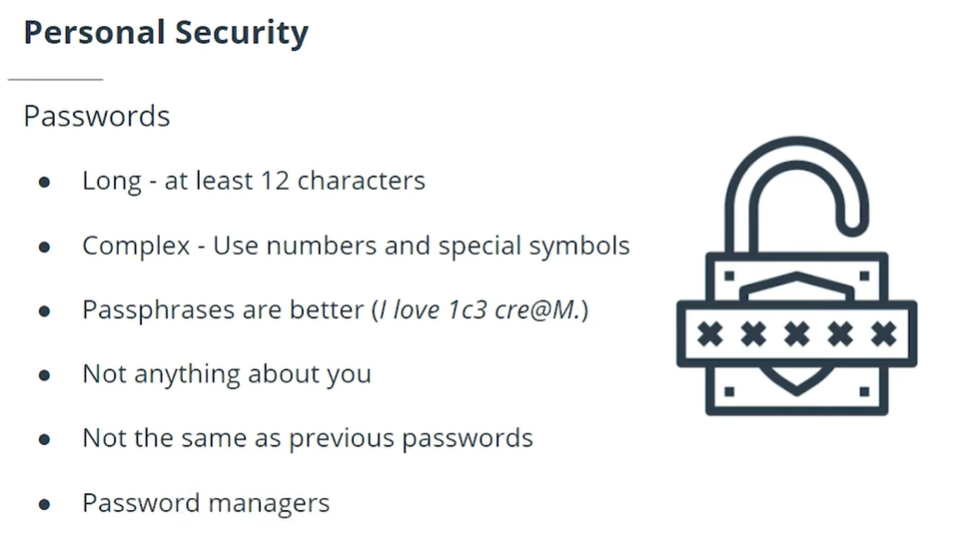 Personal Security
Passwords
● Long - at least 12 characters
● Complex - Use numbers and special symbols
● Passphrases are better (I love 1c3 cre@M.)
● Not anything about you
● Not the same as previous passwords
● Password managers